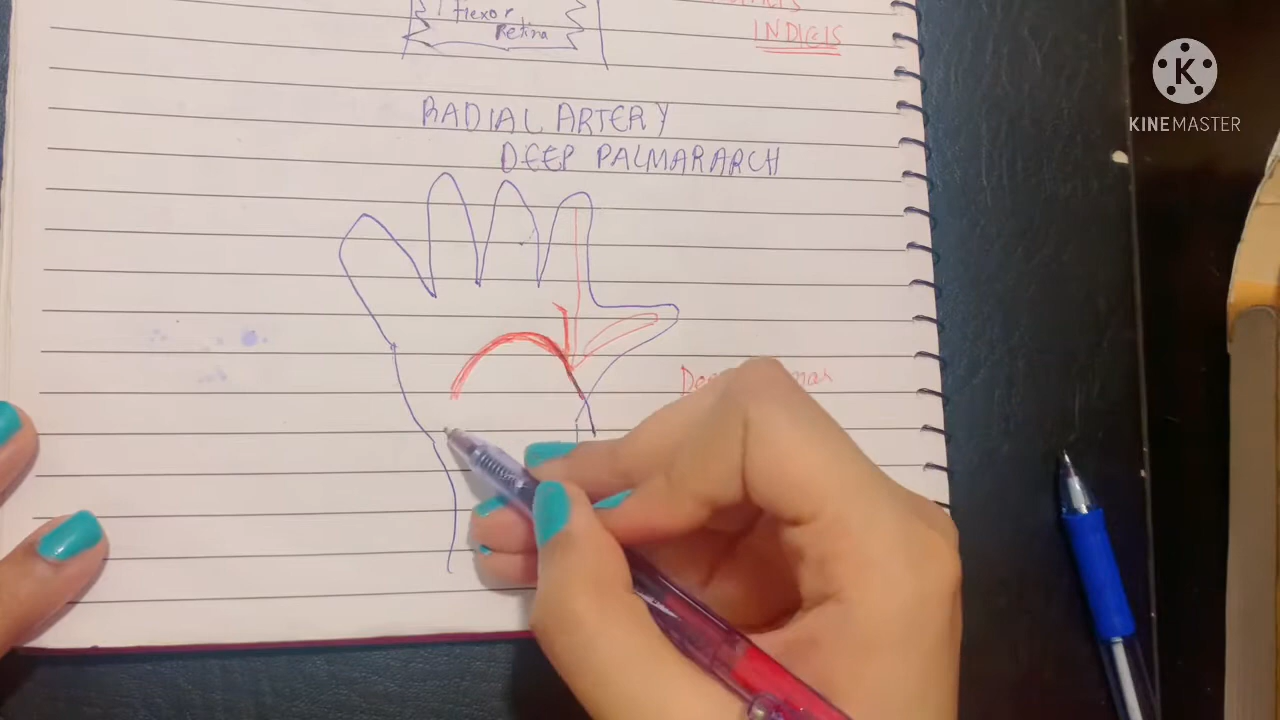 Flexor
Retina
INDICIS
RADIAL ARTERY
DEEP PALMAR ARCH
K
KINEMASTER